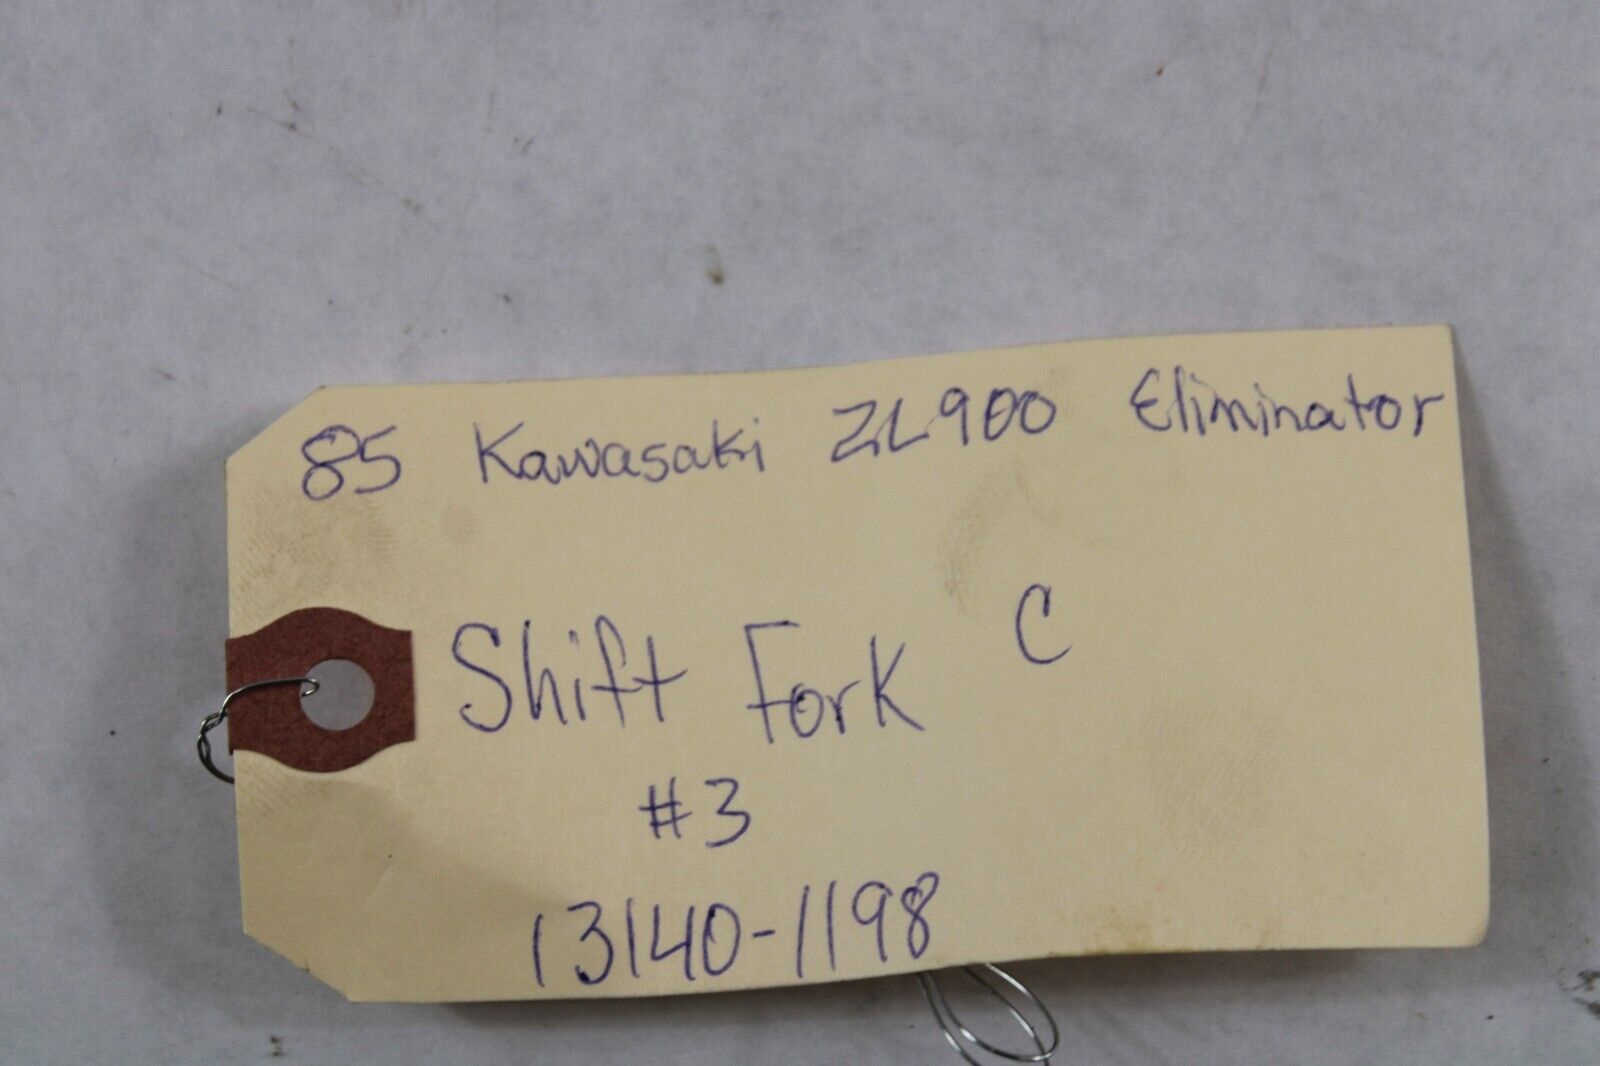 85 Kawasaki ZL900 Eliminator
Shift Fork C
#3
13140-1198